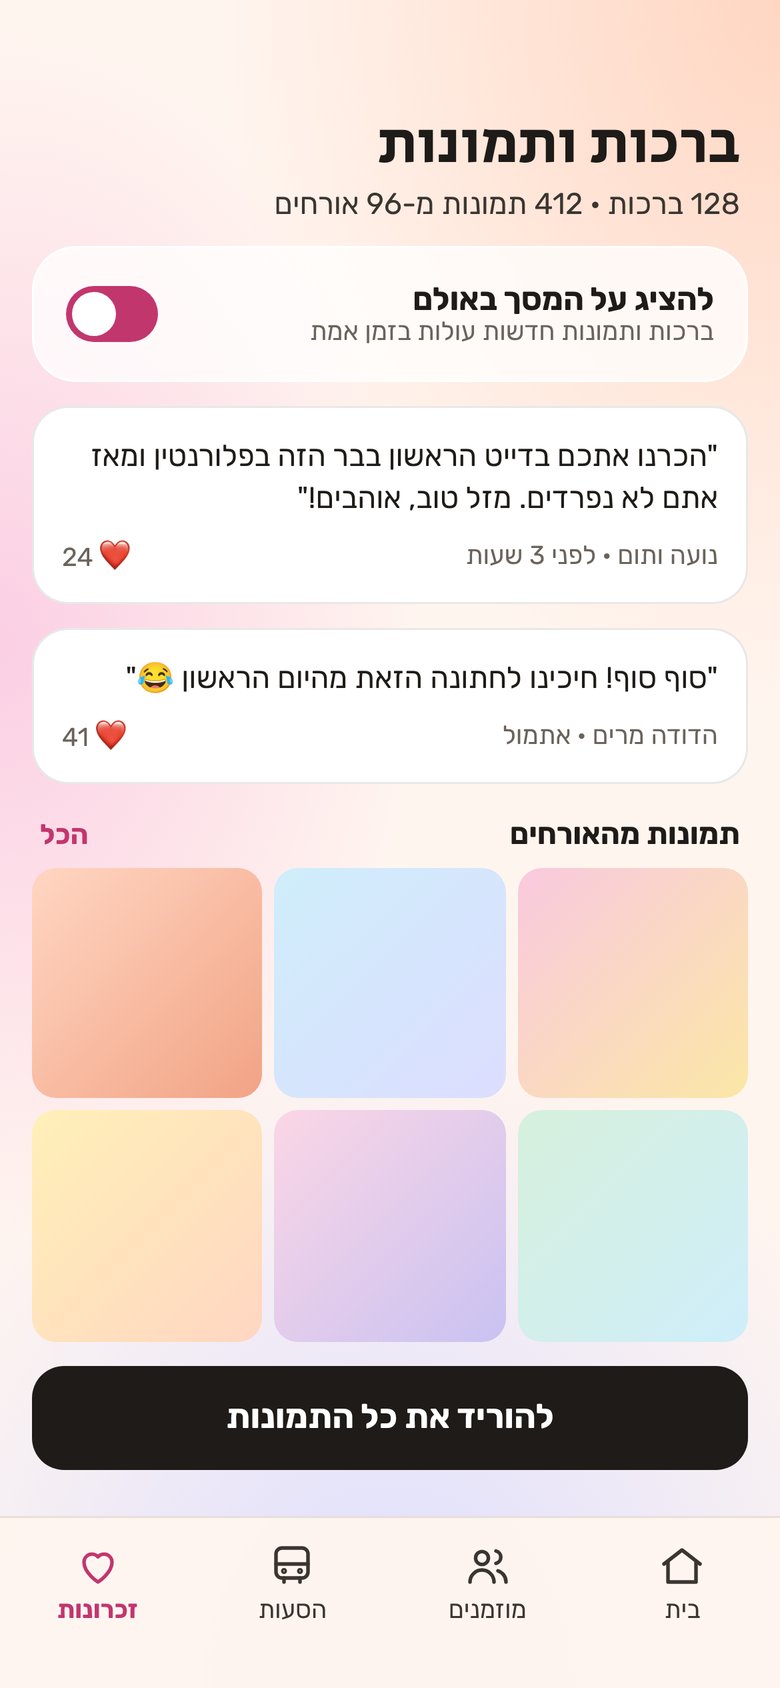 ברכות ותמונות
128 ברכות • 412 תמונות מ-96 אורחים
להציג על המסך באולם
ברכות ותמונות חדשות עולות בזמן אמת
"הכרנו אתכם בדייט הראשון בבר הזה בפלורנטין ומאז
אתם לא נפרדים. מזל טוב, אוהבים!"
נועה ותום • לפני 3 שעות
❤️ 24
"סוף סוף! חיכינו לחתונה הזאת מהיום הראשון 😂"
הדודה מרים • אתמול
❤️ 41
תמונות מהאורחים
הכל
להוריד את כל התמונות
בית
מוזמנים
הסעות
זכרונות